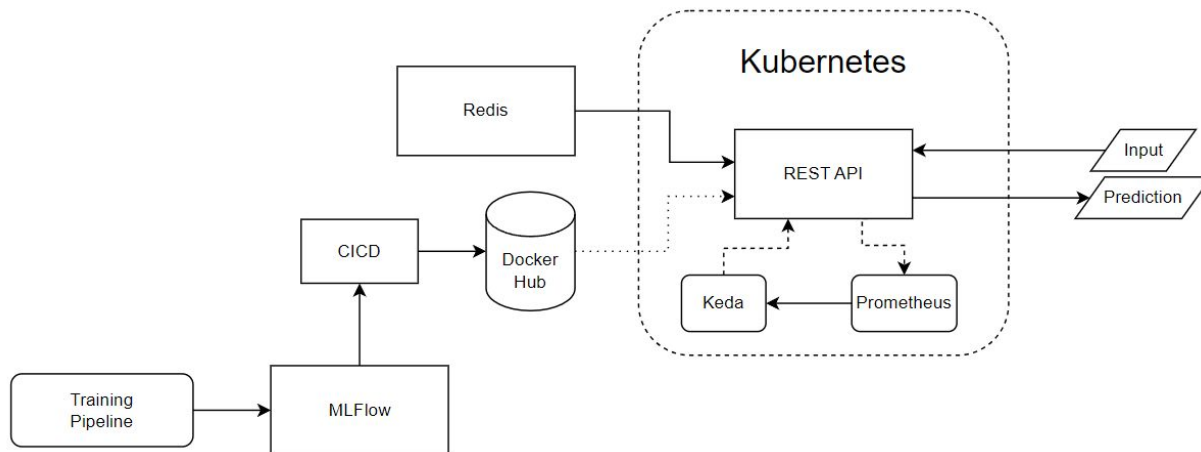 Kubernetes
Redis
REST API
Input
Prediction
CICD
Docker
Hub
Keda
Prometheus
Training
Pipeline
MLFlow